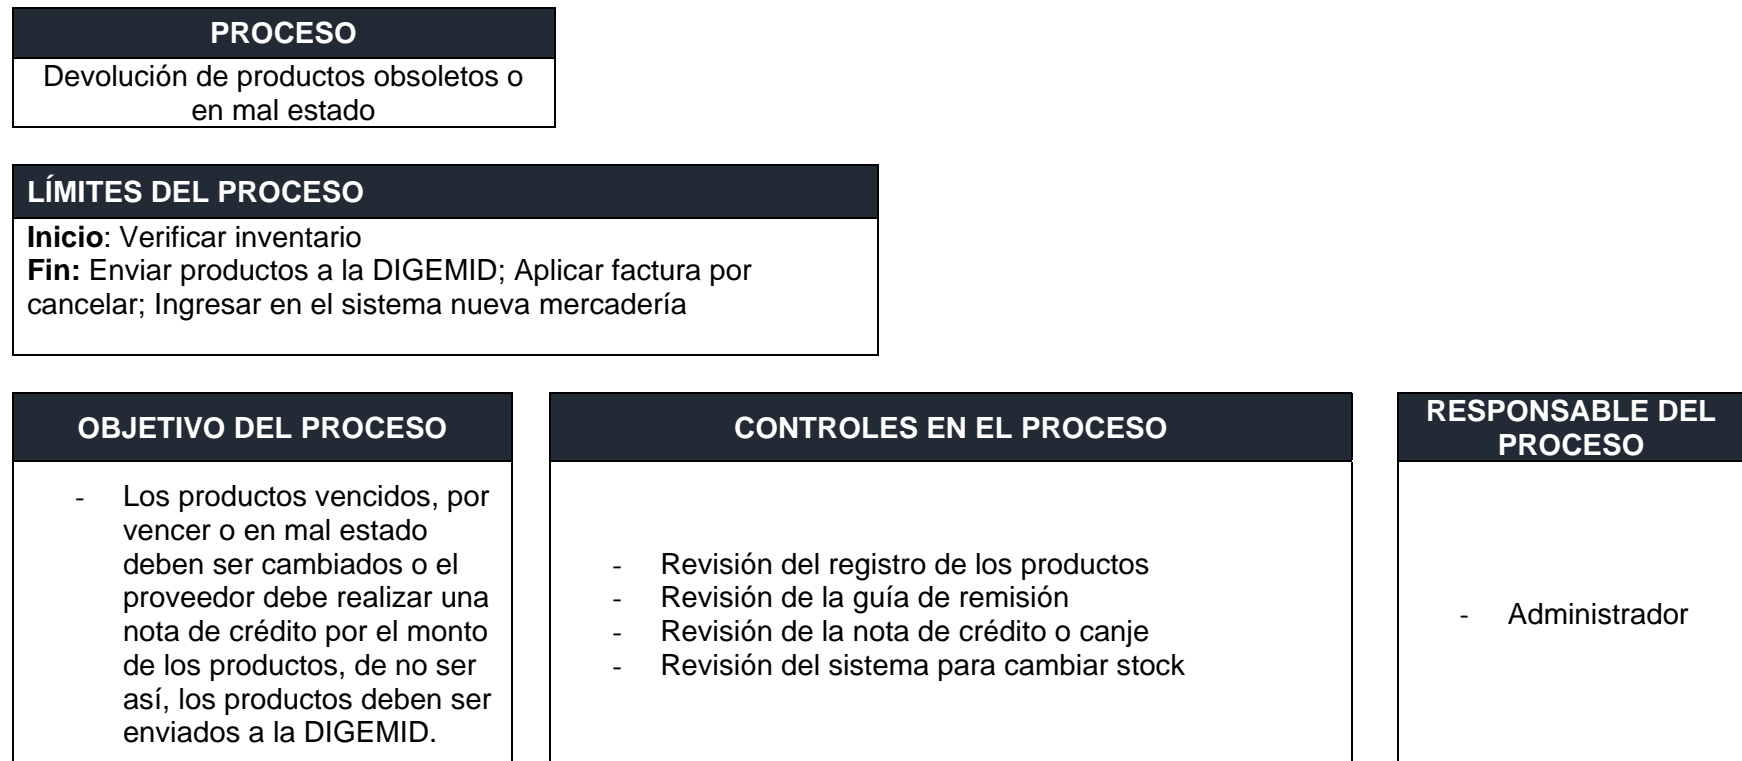 PROCESO
Devolución de productos obsoletos o
en mal estado
LÍMITES DEL PROCESO
Inicio: Verificar inventario
Fin: Enviar productos a la DIGEMID; Aplicar factura por
cancelar; Ingresar en el sistema nueva mercadería
OBJETIVO DEL PROCESO
- Los productos vencidos, por
vencer o en mal estado
deben ser cambiados o el
proveedor debe realizar una
nota de crédito por el monto
de los productos, de no ser
así, los productos deben ser
enviados a la DIGEMID.
CONTROLES EN EL PROCESO
- Revisión del registro de los productos
- Revisión de la guía de remisión
- Revisión de la nota de crédito o canje
- Revisión del sistema para cambiar stock
RESPONSABLE DEL
PROCESO
- Administrador